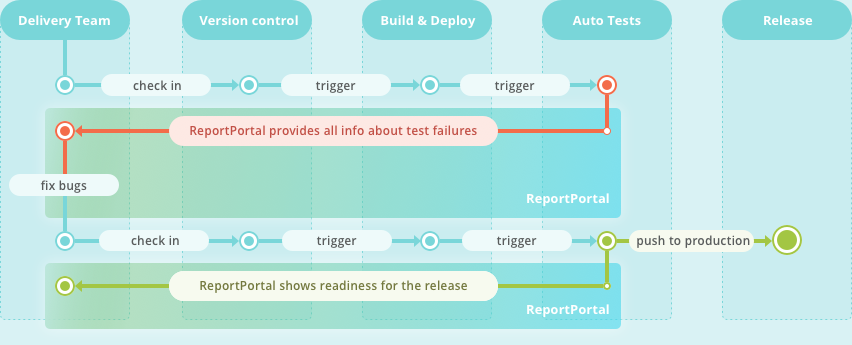 Delivery Team
Version control
Build & Deploy
Auto Tests
Release
check in
trigger
trigger
ReportPortal provides all info about test failures
fix bugs
ReportPortal
check in
trigger
trigger
push to production
ReportPortal shows readiness for the release
ReportPortal